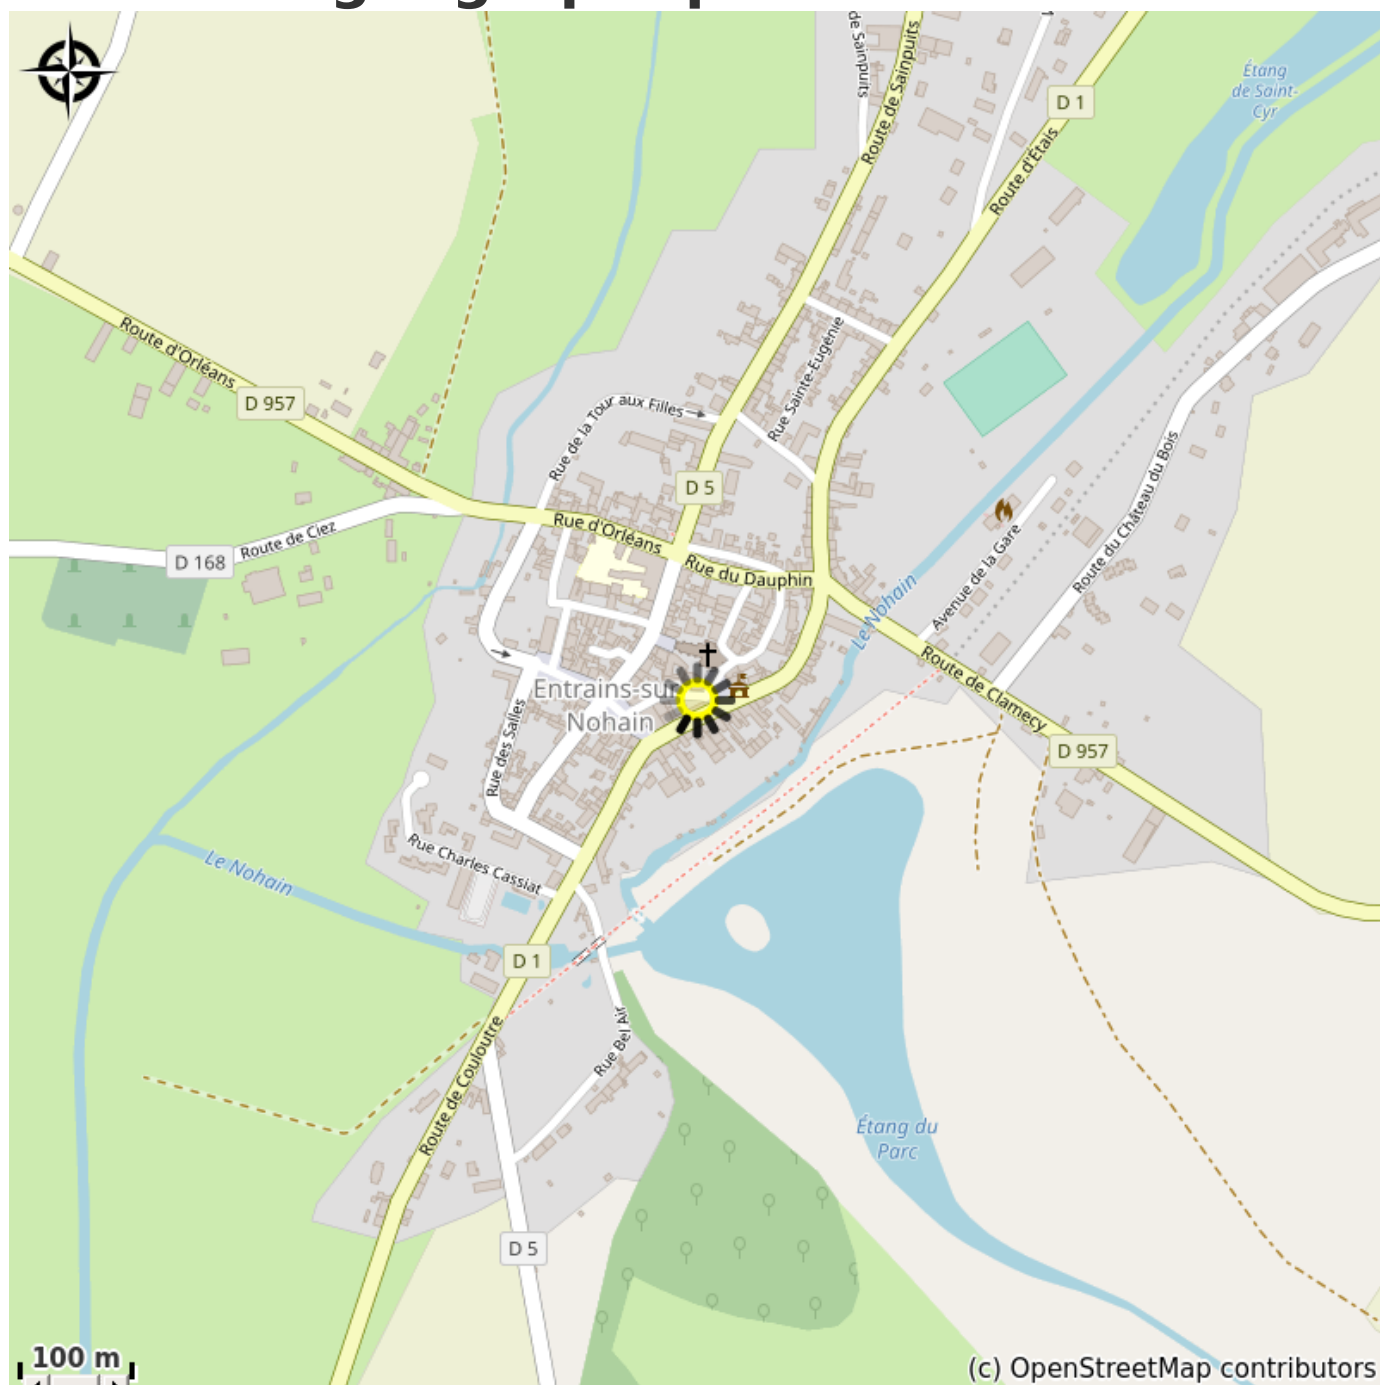 de Sainpuits
Route de Sainpuits
D 1
Étang
de Saint-
Cyr
Route d'Étais
Route d'Orléans
D 957
Rue de la Tour aux Filles
Rue Sainte-Eugénie
D 5
Route du Château du Bois
Rue d'Orléans
Route de Ciez
D 168
Rue du Dauphin
Avenue de la Gare
Le Nohain
Route de Clamecy
Entrains-sur
Nohain
Rue des Salles
D 957
Rue Charles Cassiat
Le Nohain
D 1
Route de Couloutre
Rue Bel Air
Étang du
Parc
D 5
100 m
(c) OpenStreetMap contributors